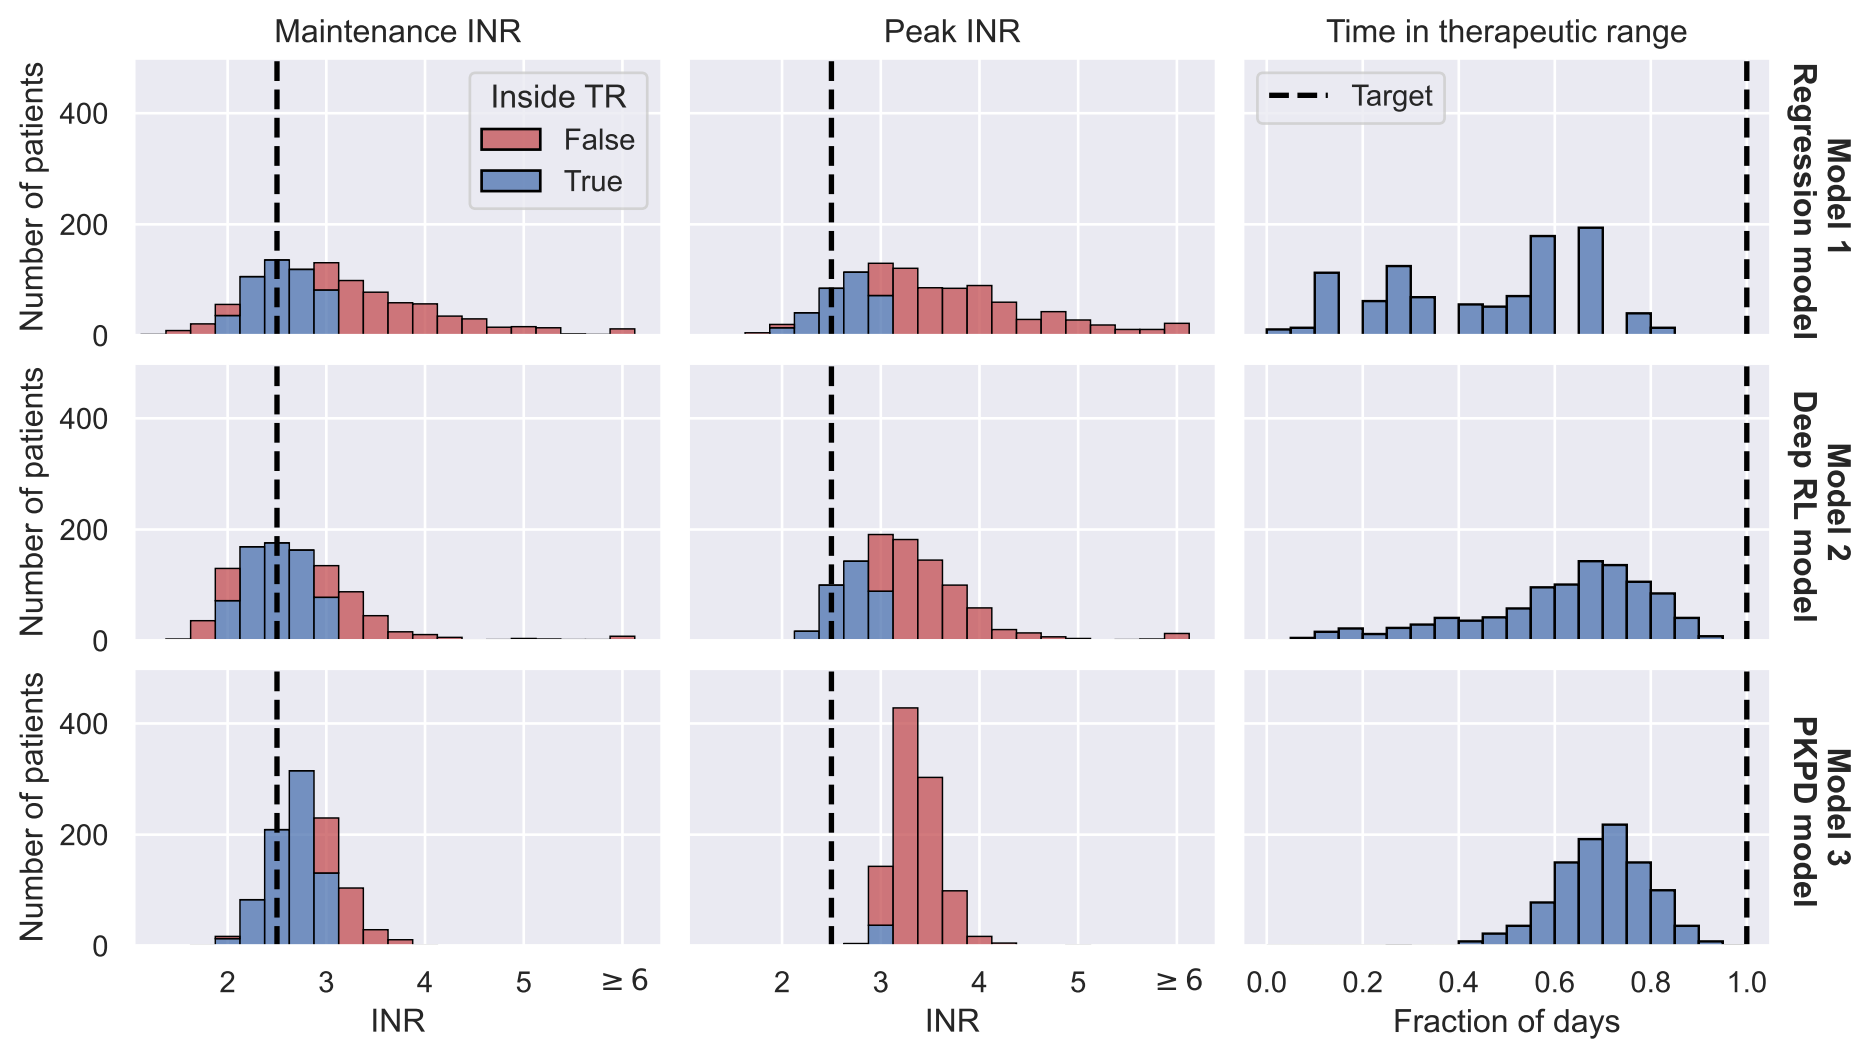 Maintenance INR
Peak INR
Time in therapeutic range
Number of patients
400
200
0
Inside TR
False
True
Target
Model 1
Regression model
Number of patients
400
200
0
Model 2
Deep RL model
Number of patients
400
200
0
Model 3
PKPD model
2 3 4 5 ≥ 6
2 3 4 5 ≥ 6
0.0 0.2 0.4 0.6 0.8 1.0
INR
INR
Fraction of days